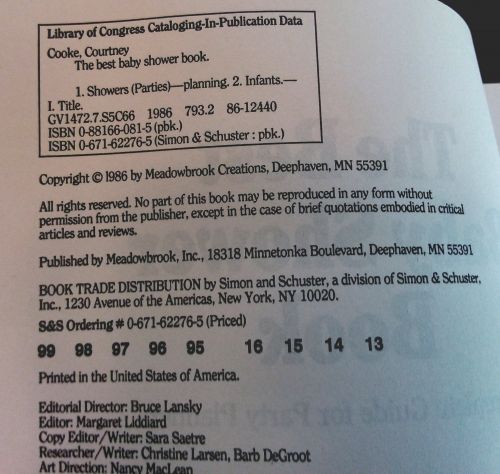 Library of Congress Cataloging-In-Publication Data
Cooke, Courtney
The best baby shower book.
1. Showers (Parties)—planning. 2. Infants.—
I. Title.
GV1472.7.S5C66 1986 793.2 86-12440
ISBN 0-88166-081-5 (pbk.)
ISBN 0-671-62276-5 (Simon & Schuster : pbk.)
Copyright © 1986 by Meadowbrook Creations, Deephaven, MN 55391
All rights reserved. No part of this book may be reproduced in any form without
permission from the publisher, except in the case of brief quotations embodied in critical
articles and reviews.
Published by Meadowbrook, Inc., 18318 Minnetonka Boulevard, Deephaven, MN 55391
BOOK TRADE DISTRIBUTION by Simon and Schuster, a division of Simon & Schuster,
Inc., 1230 Avenue of the Americas, New York, NY 10020.
S&S Ordering # 0-671-62276-5 (Priced)
99 98 97 96 95 16 15 14 13
Printed in the United States of America.
Editorial Director: Bruce Lansky
Editor: Margaret Liddiard
Copy Editor/Writer: Sara Saetre
Researcher/Writer: Christine Larsen, Barb DeGroot
Art Direction: Nancy MacLean